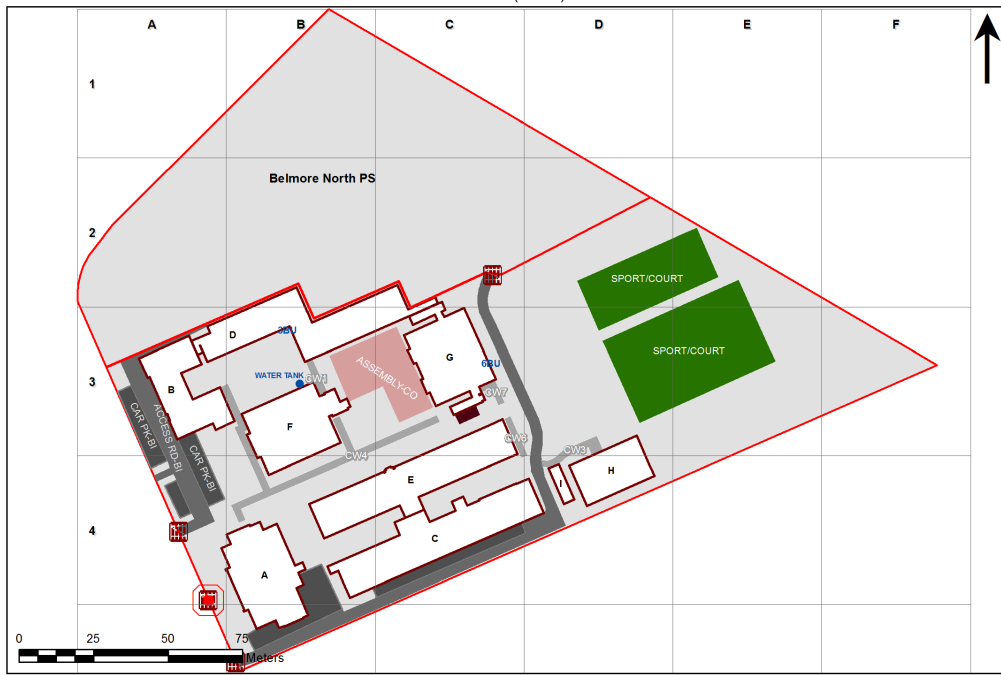 A B C D E F
1
Belmore North PS
2
SPORT/COURT
D
3BU
SPORT/COURT
G
6BU
ASSEMBLY-CO
WATER TANK
CW1
3
B
CW7
CAR PK-BI
ACCESS RD-BI
F
CW6
CW4
CW3
CAR PK-BI
H
E
I
4
C
A
0 25 50 75
Meters